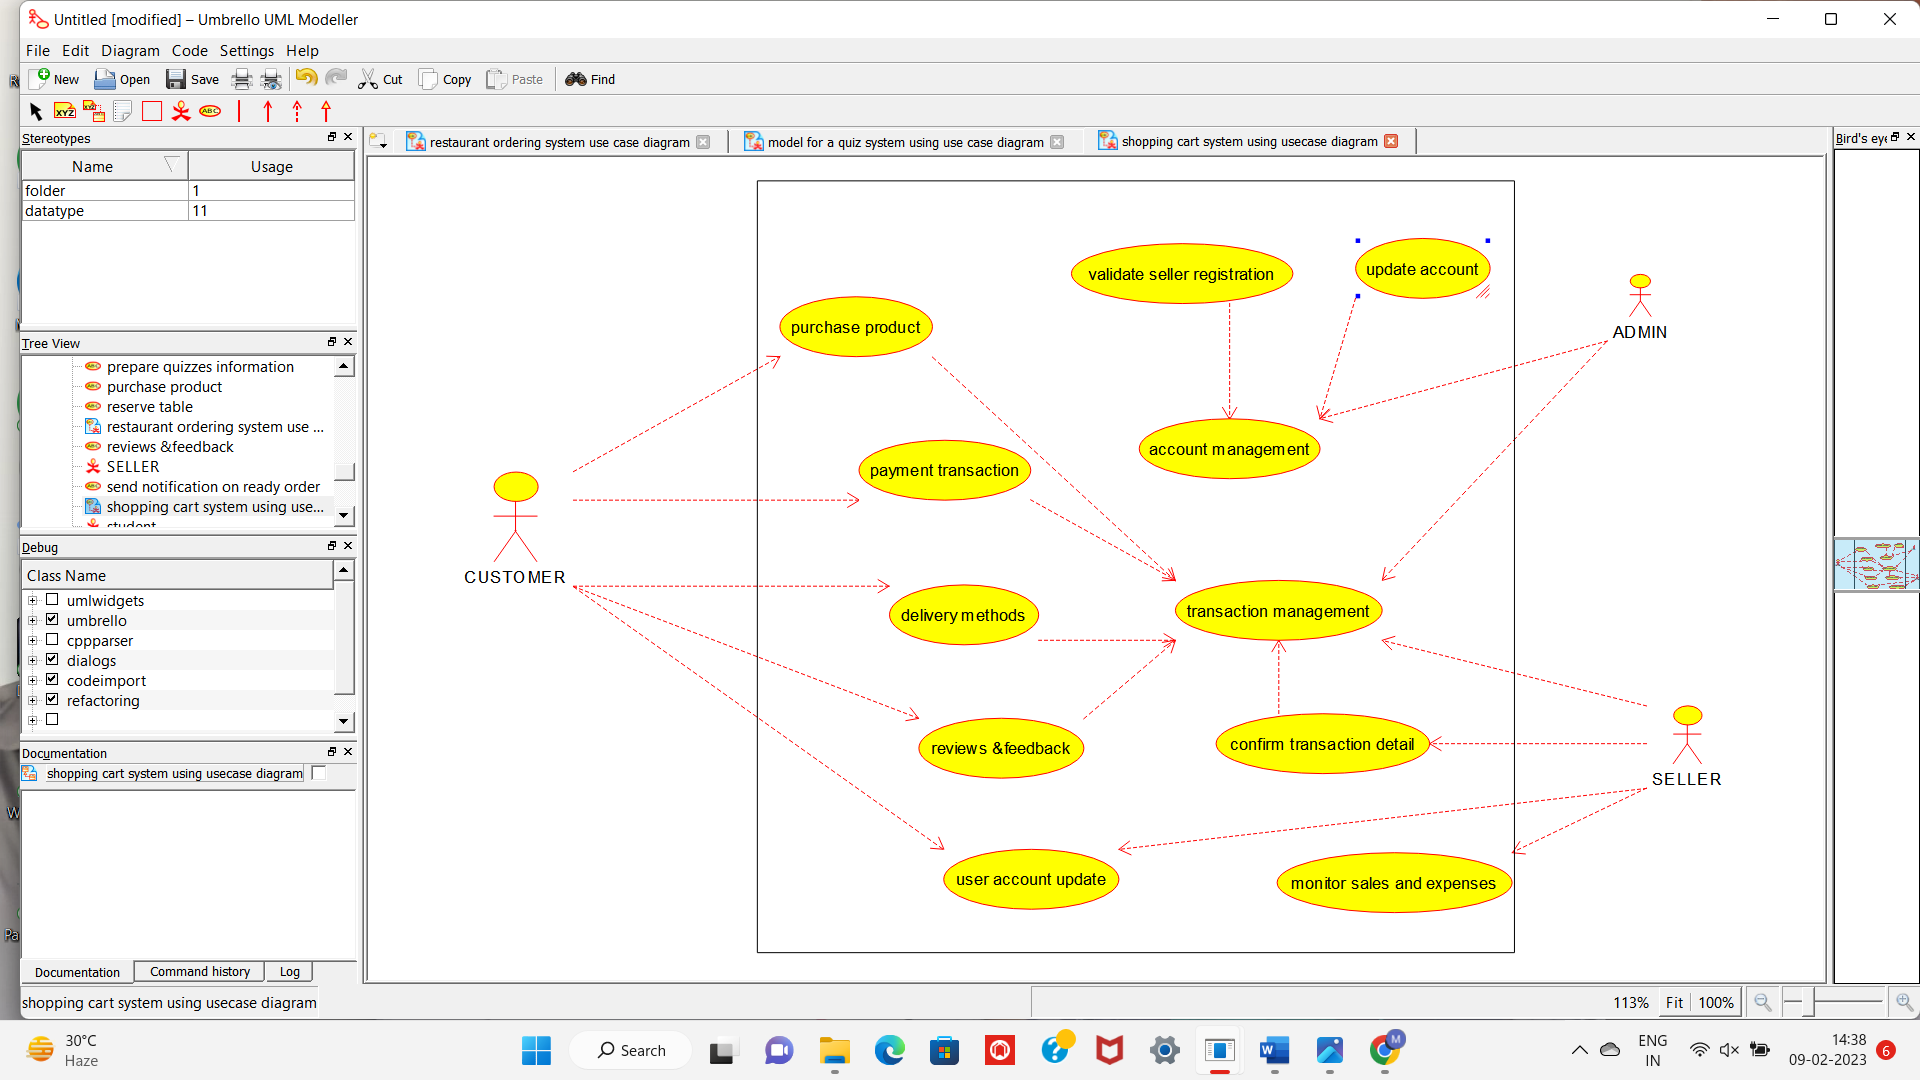 Untitled [modified] – Umbrello UML Modeller
File Edit Diagram Code Settings Help
New Open Save Cut Copy Paste Find
Stereotypes
Name Usage
folder 1
datatype 11
Tree View
prepare quizzes information
purchase product
reserve table
restaurant ordering system use ...
reviews &feedback
SELLER
send notification on ready order
shopping cart system using use...
student
Debug
Class Name
umlwidgets
umbrello
cppparser
dialogs
codeimport
refactoring
Documentation
shopping cart system using usecase diagram
Documentation Command history Log
shopping cart system using usecase diagram
restaurant ordering system use case diagram
model for a quiz system using use case diagram
shopping cart system using usecase diagram
Bird's eye
validate seller registration
update account
purchase product
ADMIN
account management
payment transaction
CUSTOMER
delivery methods
transaction management
reviews &feedback
confirm transaction detail
SELLER
user account update
monitor sales and expenses
113% Fit 100%
30°C
Haze
Search
M
ENG
IN
14:38
09-02-2023
6